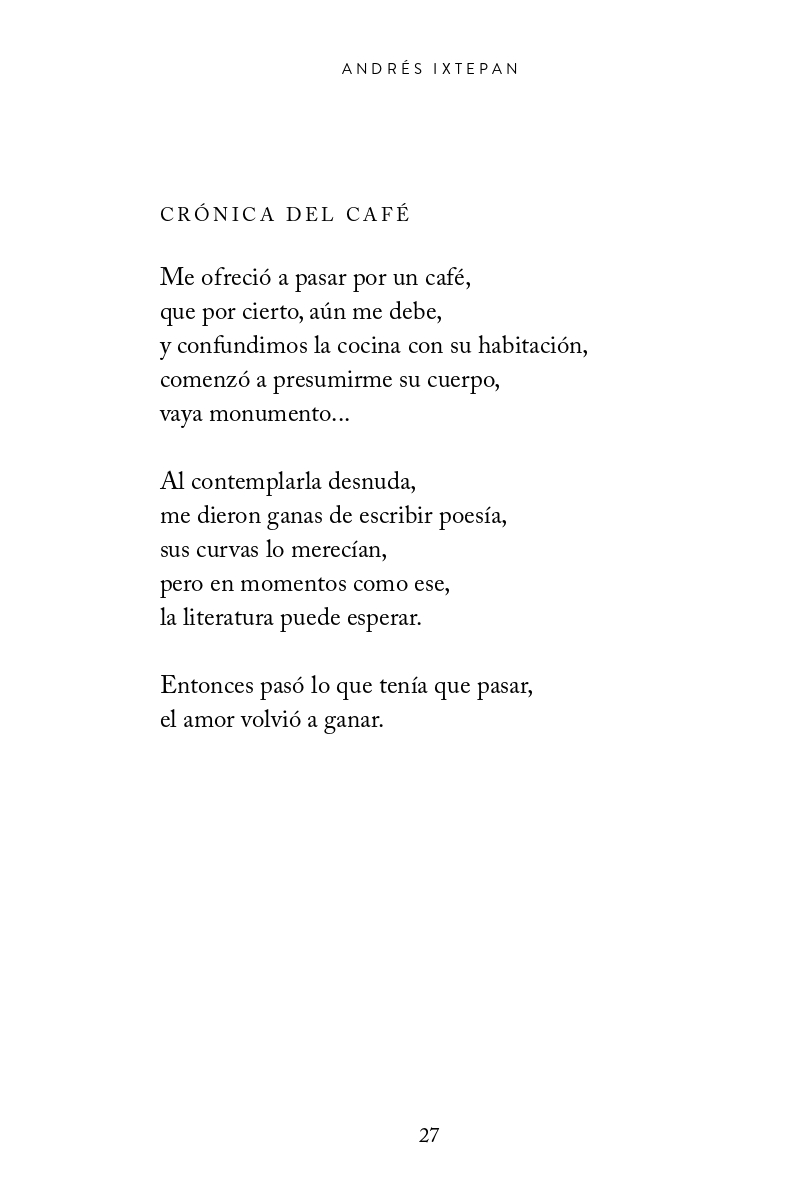 ANDRÉS IXTEPAN
CRÓNICA DEL CAFÉ
Me ofreció a pasar por un café,
que por cierto, aún me debe,
y confundimos la cocina con su habitación,
comenzó a presumirme su cuerpo,
vaya monumento...
Al contemplarla desnuda,
me dieron ganas de escribir poesía,
sus curvas lo merecían,
pero en momentos como ese,
la literatura puede esperar.
Entonces pasó lo que tenía que pasar,
el amor volvió a ganar.
27